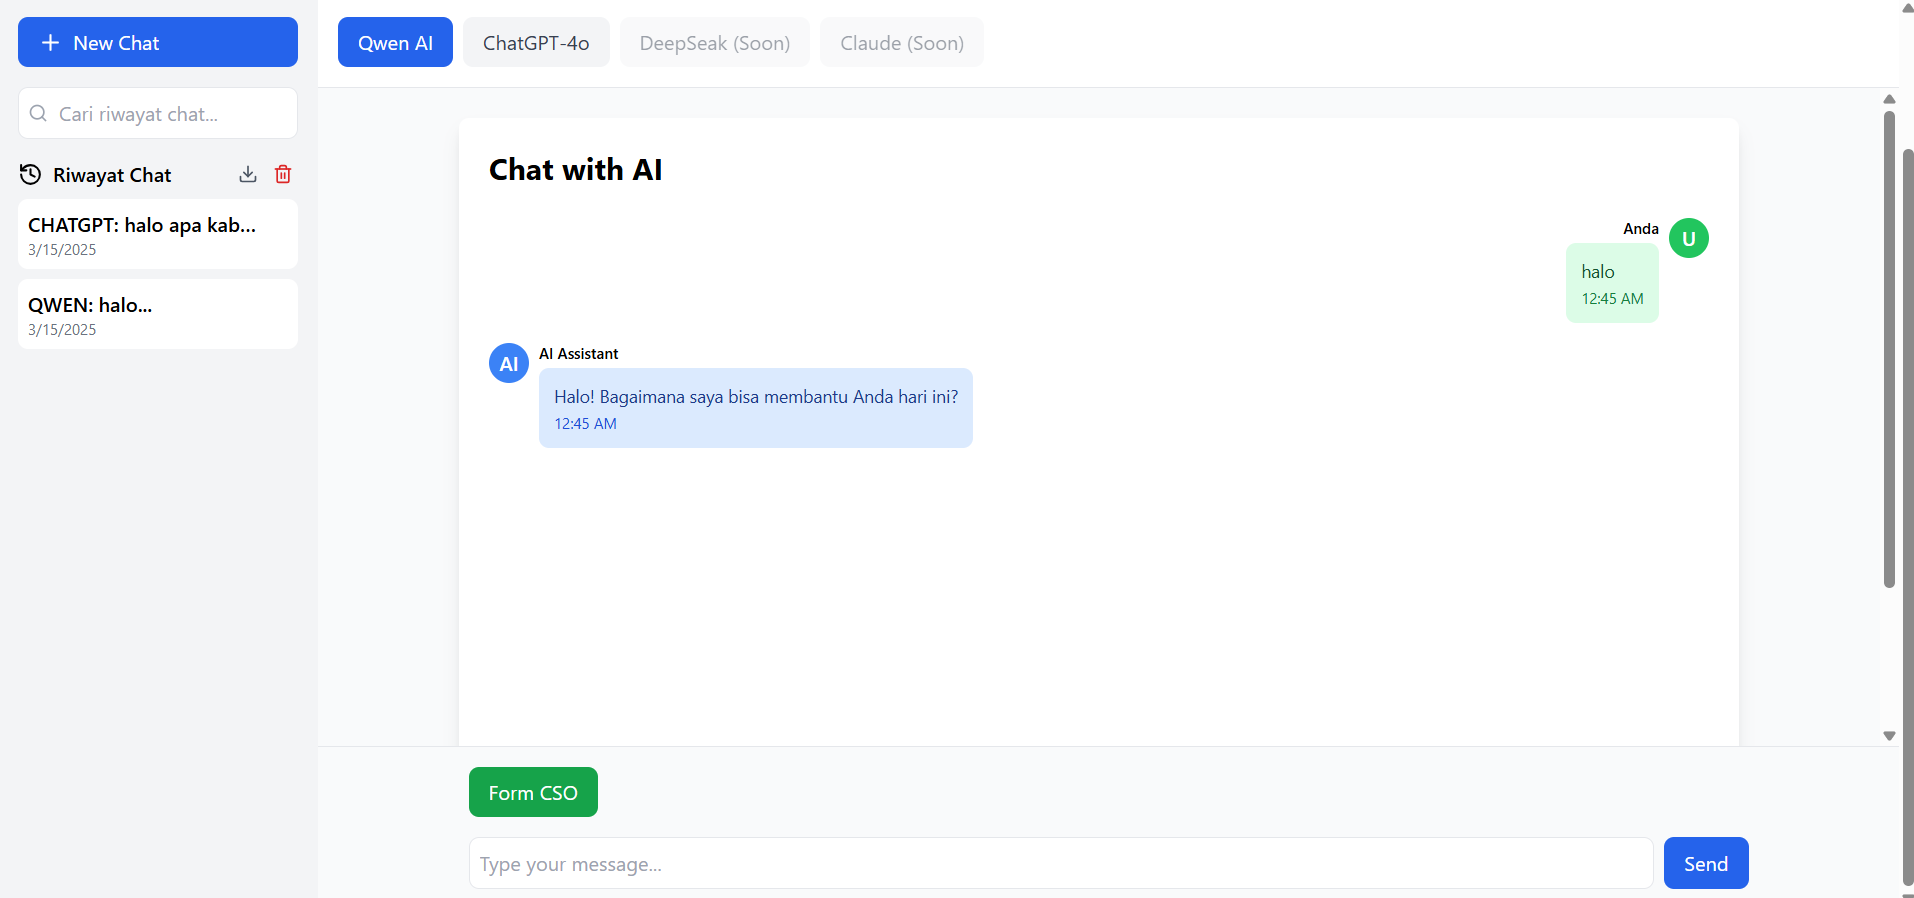 New Chat
Cari riwayat chat...
Riwayat Chat
CHATGPT: halo apa kab...
3/15/2025
QWEN: halo...
3/15/2025
Qwen AI
ChatGPT-4o
DeepSeak (Soon)
Claude (Soon)
Chat with AI
Anda
U
halo
12:45 AM
AI
AI Assistant
Halo! Bagaimana saya bisa membantu Anda hari ini?
12:45 AM
Form CSO
Type your message...
Send